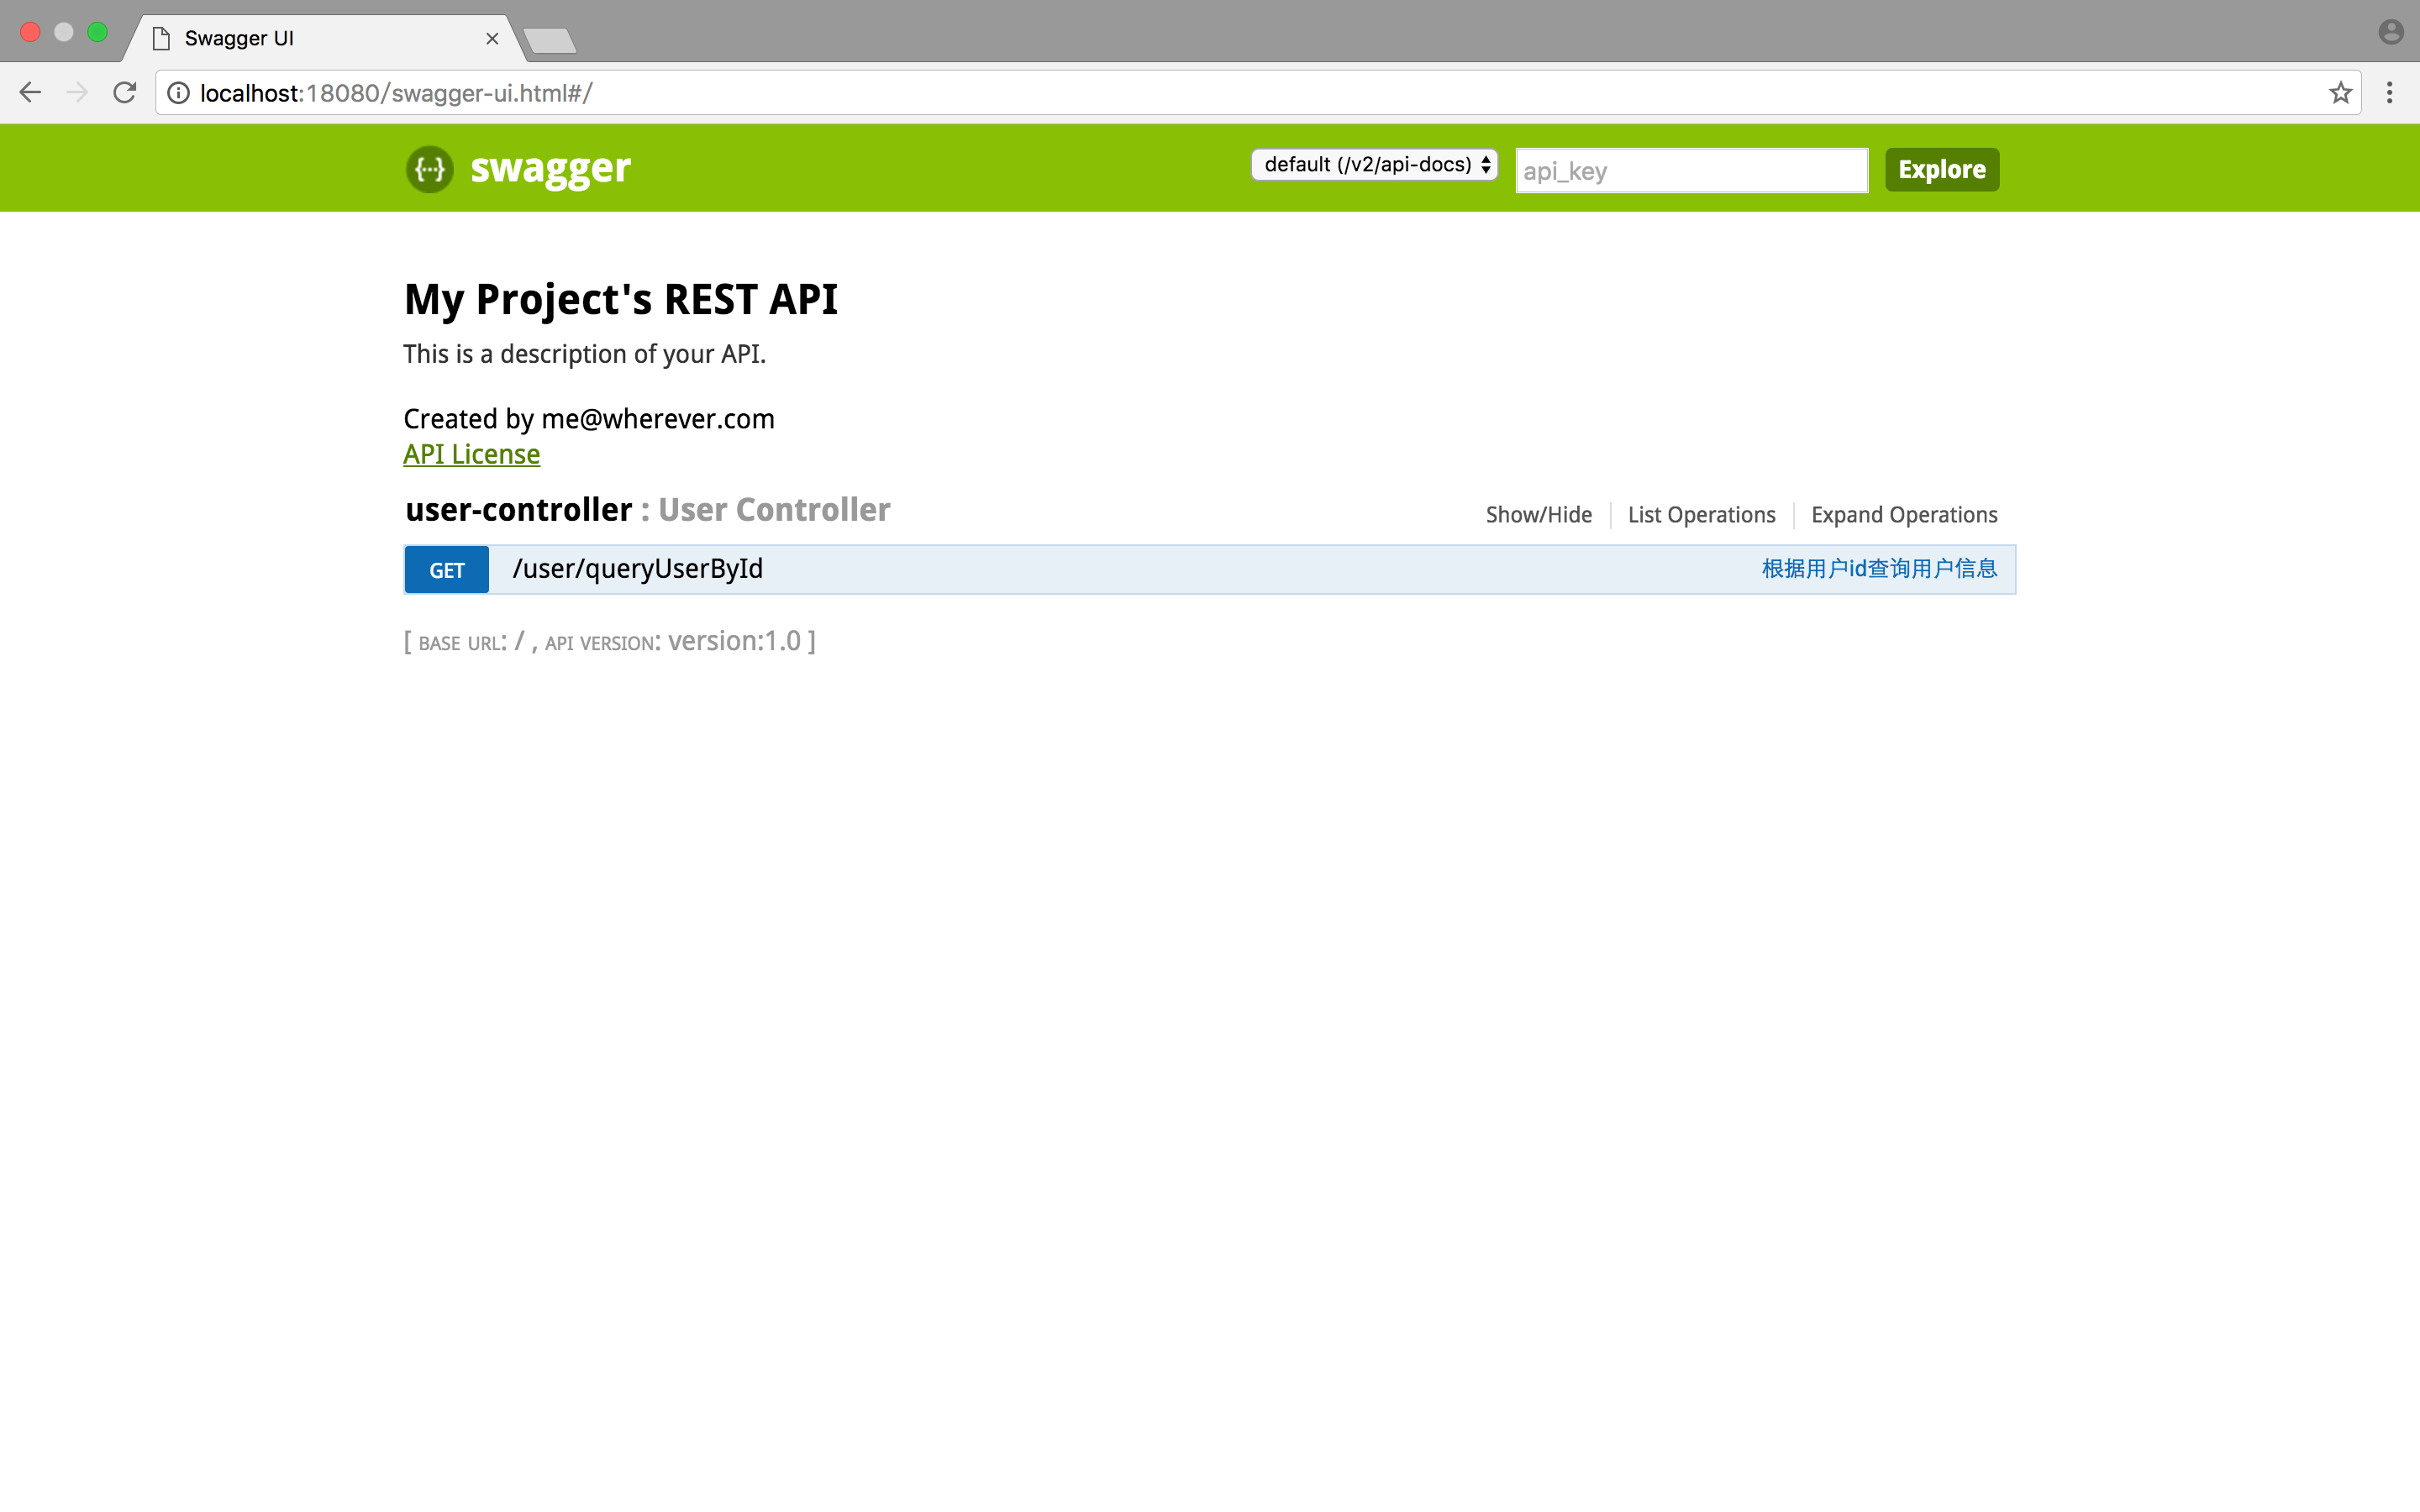 Swagger UI
localhost:18080/swagger-ui.html#/
{···} swagger default (/v2/api-docs) api_key Explore
My Project's REST API
This is a description of your API.
Created by me@wherever.com
API License
user-controller : User Controller Show/Hide List Operations Expand Operations
GET /user/queryUserById 根据用户id查询用户信息
[ BASE URL: / , API VERSION: version:1.0 ]